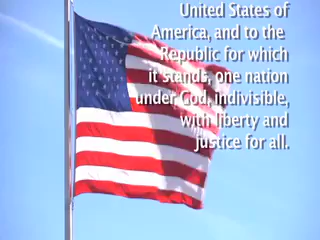 United States of
America, and to the
Republic for which
it stands, one nation
under God, indivisible,
with liberty and
justice for all.